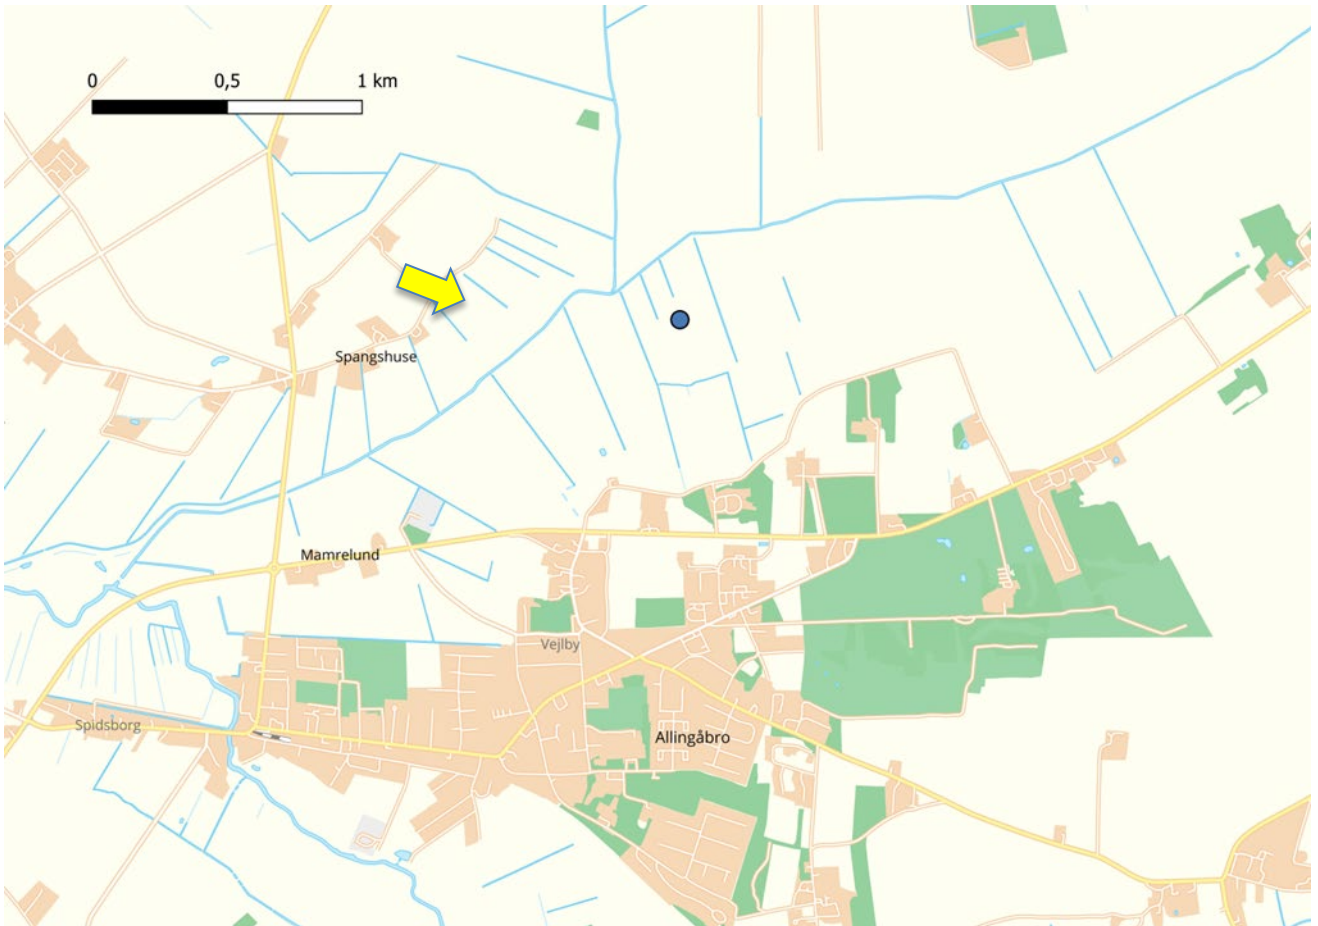 0 0,5 1 km
Spangshuse
Mamrelund
Vejlby
Spidsborg
Allingåbro